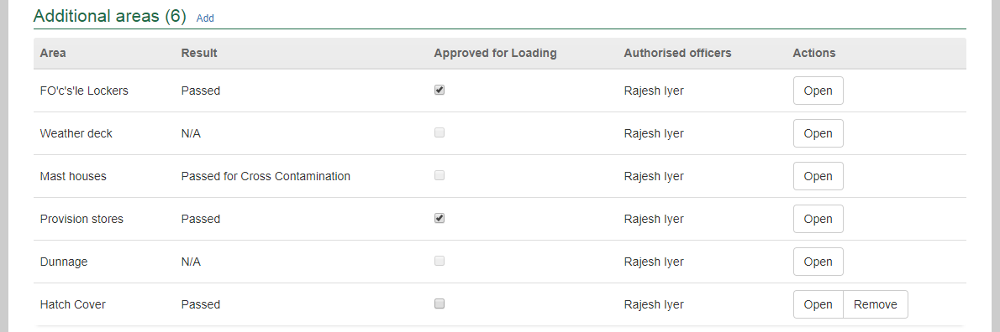 Additional areas (6) Add
Area Result Approved for Loading Authorised officers Actions
FO'c's'le Lockers Passed Rajesh Iyer Open
Weather deck N/A Rajesh Iyer Open
Mast houses Passed for Cross Contamination Rajesh Iyer Open
Provision stores Passed Rajesh Iyer Open
Dunnage N/A Rajesh Iyer Open
Hatch Cover Passed Rajesh Iyer Open Remove